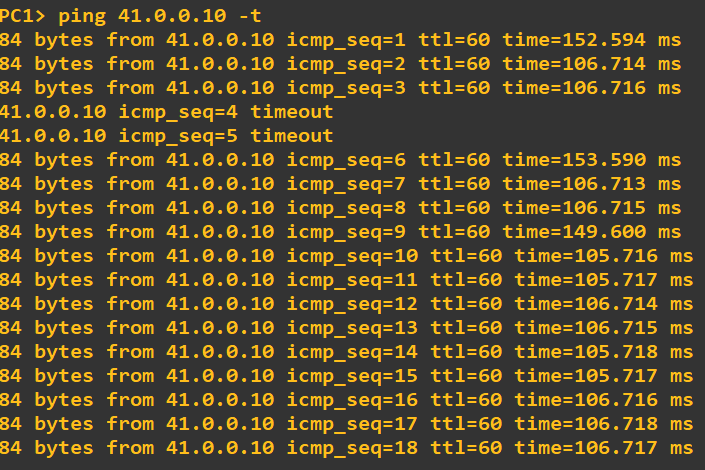 PC1> ping 41.0.0.10 -t
84 bytes from 41.0.0.10 icmp_seq=1 ttl=60 time=152.594 ms
84 bytes from 41.0.0.10 icmp_seq=2 ttl=60 time=106.714 ms
84 bytes from 41.0.0.10 icmp_seq=3 ttl=60 time=106.716 ms
41.0.0.10 icmp_seq=4 timeout
41.0.0.10 icmp_seq=5 timeout
84 bytes from 41.0.0.10 icmp_seq=6 ttl=60 time=153.590 ms
84 bytes from 41.0.0.10 icmp_seq=7 ttl=60 time=106.713 ms
84 bytes from 41.0.0.10 icmp_seq=8 ttl=60 time=106.715 ms
84 bytes from 41.0.0.10 icmp_seq=9 ttl=60 time=149.600 ms
84 bytes from 41.0.0.10 icmp_seq=10 ttl=60 time=105.716 ms
84 bytes from 41.0.0.10 icmp_seq=11 ttl=60 time=105.717 ms
84 bytes from 41.0.0.10 icmp_seq=12 ttl=60 time=106.714 ms
84 bytes from 41.0.0.10 icmp_seq=13 ttl=60 time=106.715 ms
84 bytes from 41.0.0.10 icmp_seq=14 ttl=60 time=105.718 ms
84 bytes from 41.0.0.10 icmp_seq=15 ttl=60 time=105.717 ms
84 bytes from 41.0.0.10 icmp_seq=16 ttl=60 time=106.716 ms
84 bytes from 41.0.0.10 icmp_seq=17 ttl=60 time=106.718 ms
84 bytes from 41.0.0.10 icmp_seq=18 ttl=60 time=106.717 ms